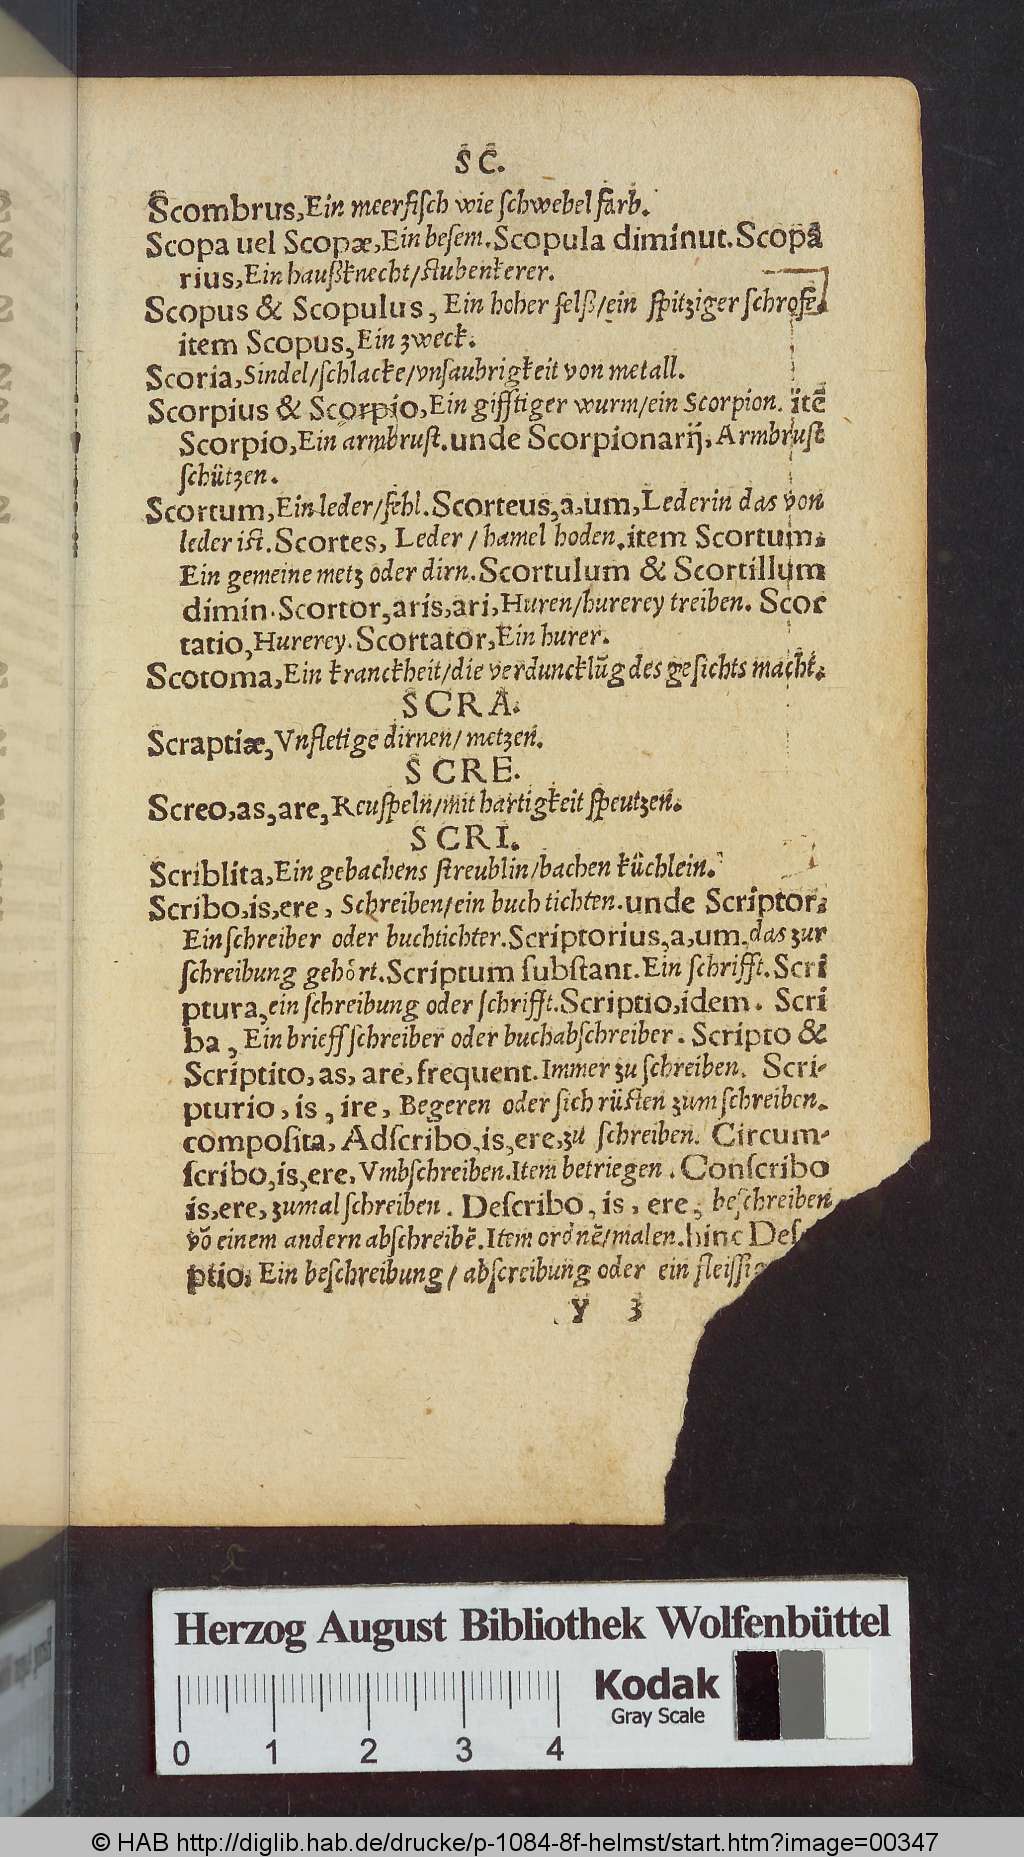 SC.
Scombrus, Ein meerfisch wie schwebel farb.
Scopa uel Scopæ, Ein besem. Scopula diminut. Scopa
rius, Ein haußknecht/stubenkerer.
Scopus & Scopulus, Ein hoher felß/ein spitziger schrofe.
item Scopus, Ein zweck.
Scoria, Sindel/schlacke/vnsaubrigkeit von metall.
Scorpius & Scorpio, Ein gifftiger wurm/ein Scorpion. itẽ
Scorpio, Ein armbrust. unde Scorpionarij, Armbrust
schützen.
Scortum, Ein leder/fehl. Scorteus, a, um, Lederin das von
leder ist. Scortes, Leder / hamel hoden. item Scortum.
Ein gemeine metz oder dirn. Scortulum & Scortillum
dimin. Scortor, aris, ari, Huren/hurerey treiben. Scor
tatio, Hurerey. Scortator, Ein hurer.
Scotoma, Ein kranckheit/die verduncklũg des gesichts macht.
SCRA.
Scraptiæ, Vnfletige dirnen/metzen.
SCRE.
Screo, as, are, Reuspeln/mit hartigkeit speutzen.
SCRI.
Scriblita, Ein gebachens streublin/bachen küchlein.
Scribo, is, ere, Schreiben/ein buch tichten. unde Scriptor.
Ein schreiber oder buchtichter. Scriptorius, a, um. das zur
schreibung gehört. Scriptum substant. Ein schrifft. Scri
ptura, ein schreibung oder schrifft. Scriptio, idem. Scri
ba, Ein brieffschreiber oder buchabschreiber. Scripto &
Scriptito, as, are, frequent. Immer zu schreiben. Scri-
pturio, is, ire, Begeren oder sich rüsten zum schreiben.
composita, Adscribo, is, ere, zu schreiben. Circum-
scribo, is, ere, Vmbschreiben. Item betriegen. Conscribo
is, ere, zumal schreiben. Describo, is, ere, beschreiben
võ einem andern abschreibẽ. Item ordnẽ/malen. hinc
ptio, Ein beschreibung/ abscreibung oder ein
Y 3
Herzog August Bibliothek Wolfenbüttel
Kodak
Gray Scale
0 1 2 3 4
© HAB http://diglib.hab.de/drucke/p-1084-8f-helmst/start.htm?image=00347